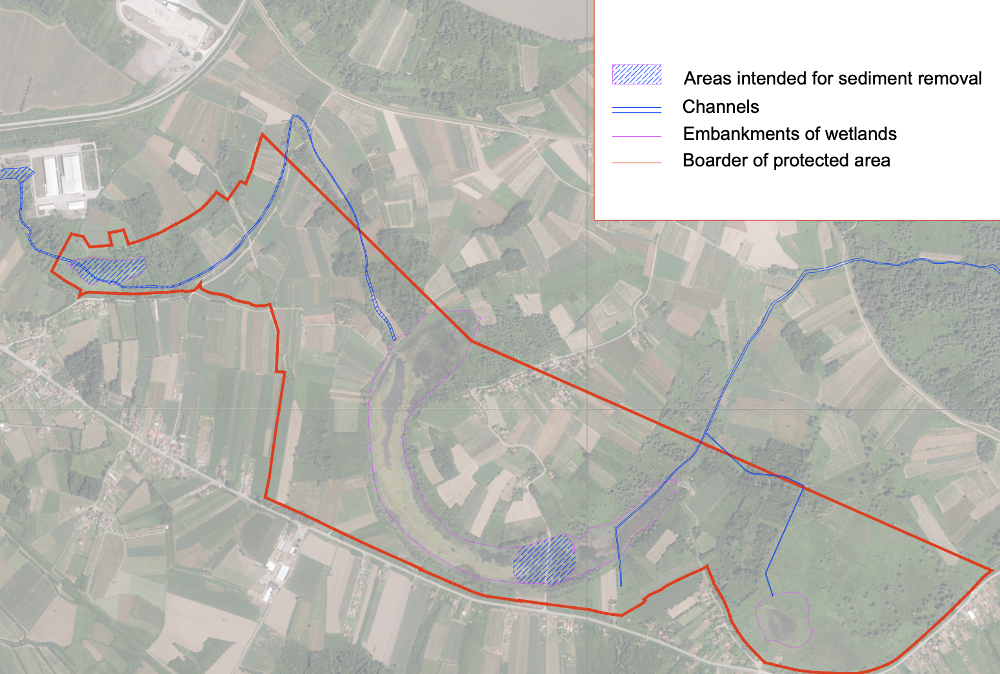 Areas intended for sediment removal
Channels
Embankments of wetlands
Boarder of protected area